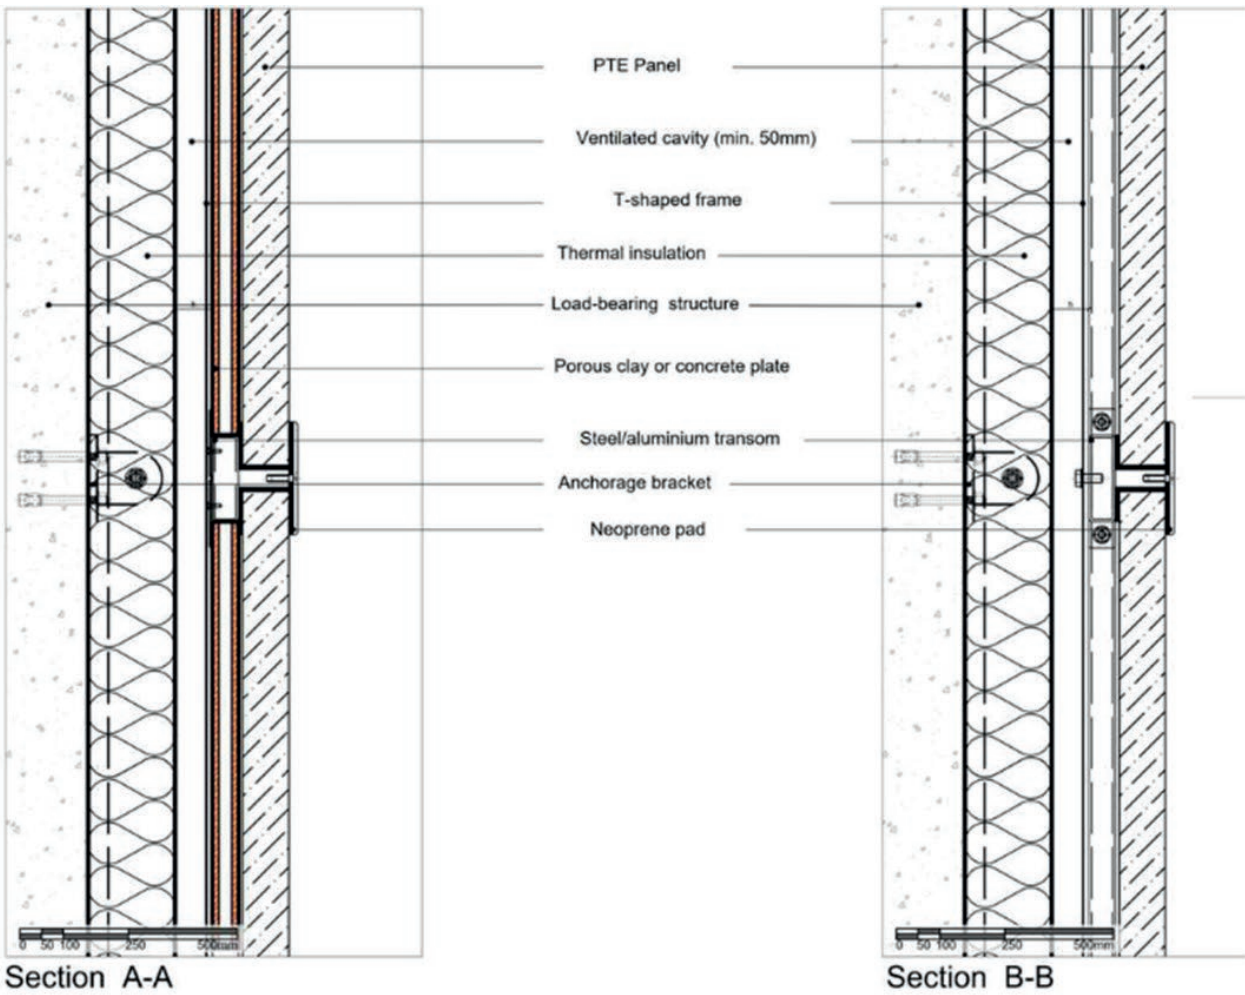 PTE Panel
Ventilated cavity (min. 50mm)
T-shaped frame
Thermal insulation
Load-bearing structure
Porous clay or concrete plate
Steel/aluminium transom
Anchorage bracket
Neoprene pad
0 50 100 250 500mm
0 50 100 250 500mm
Section A-A
Section B-B